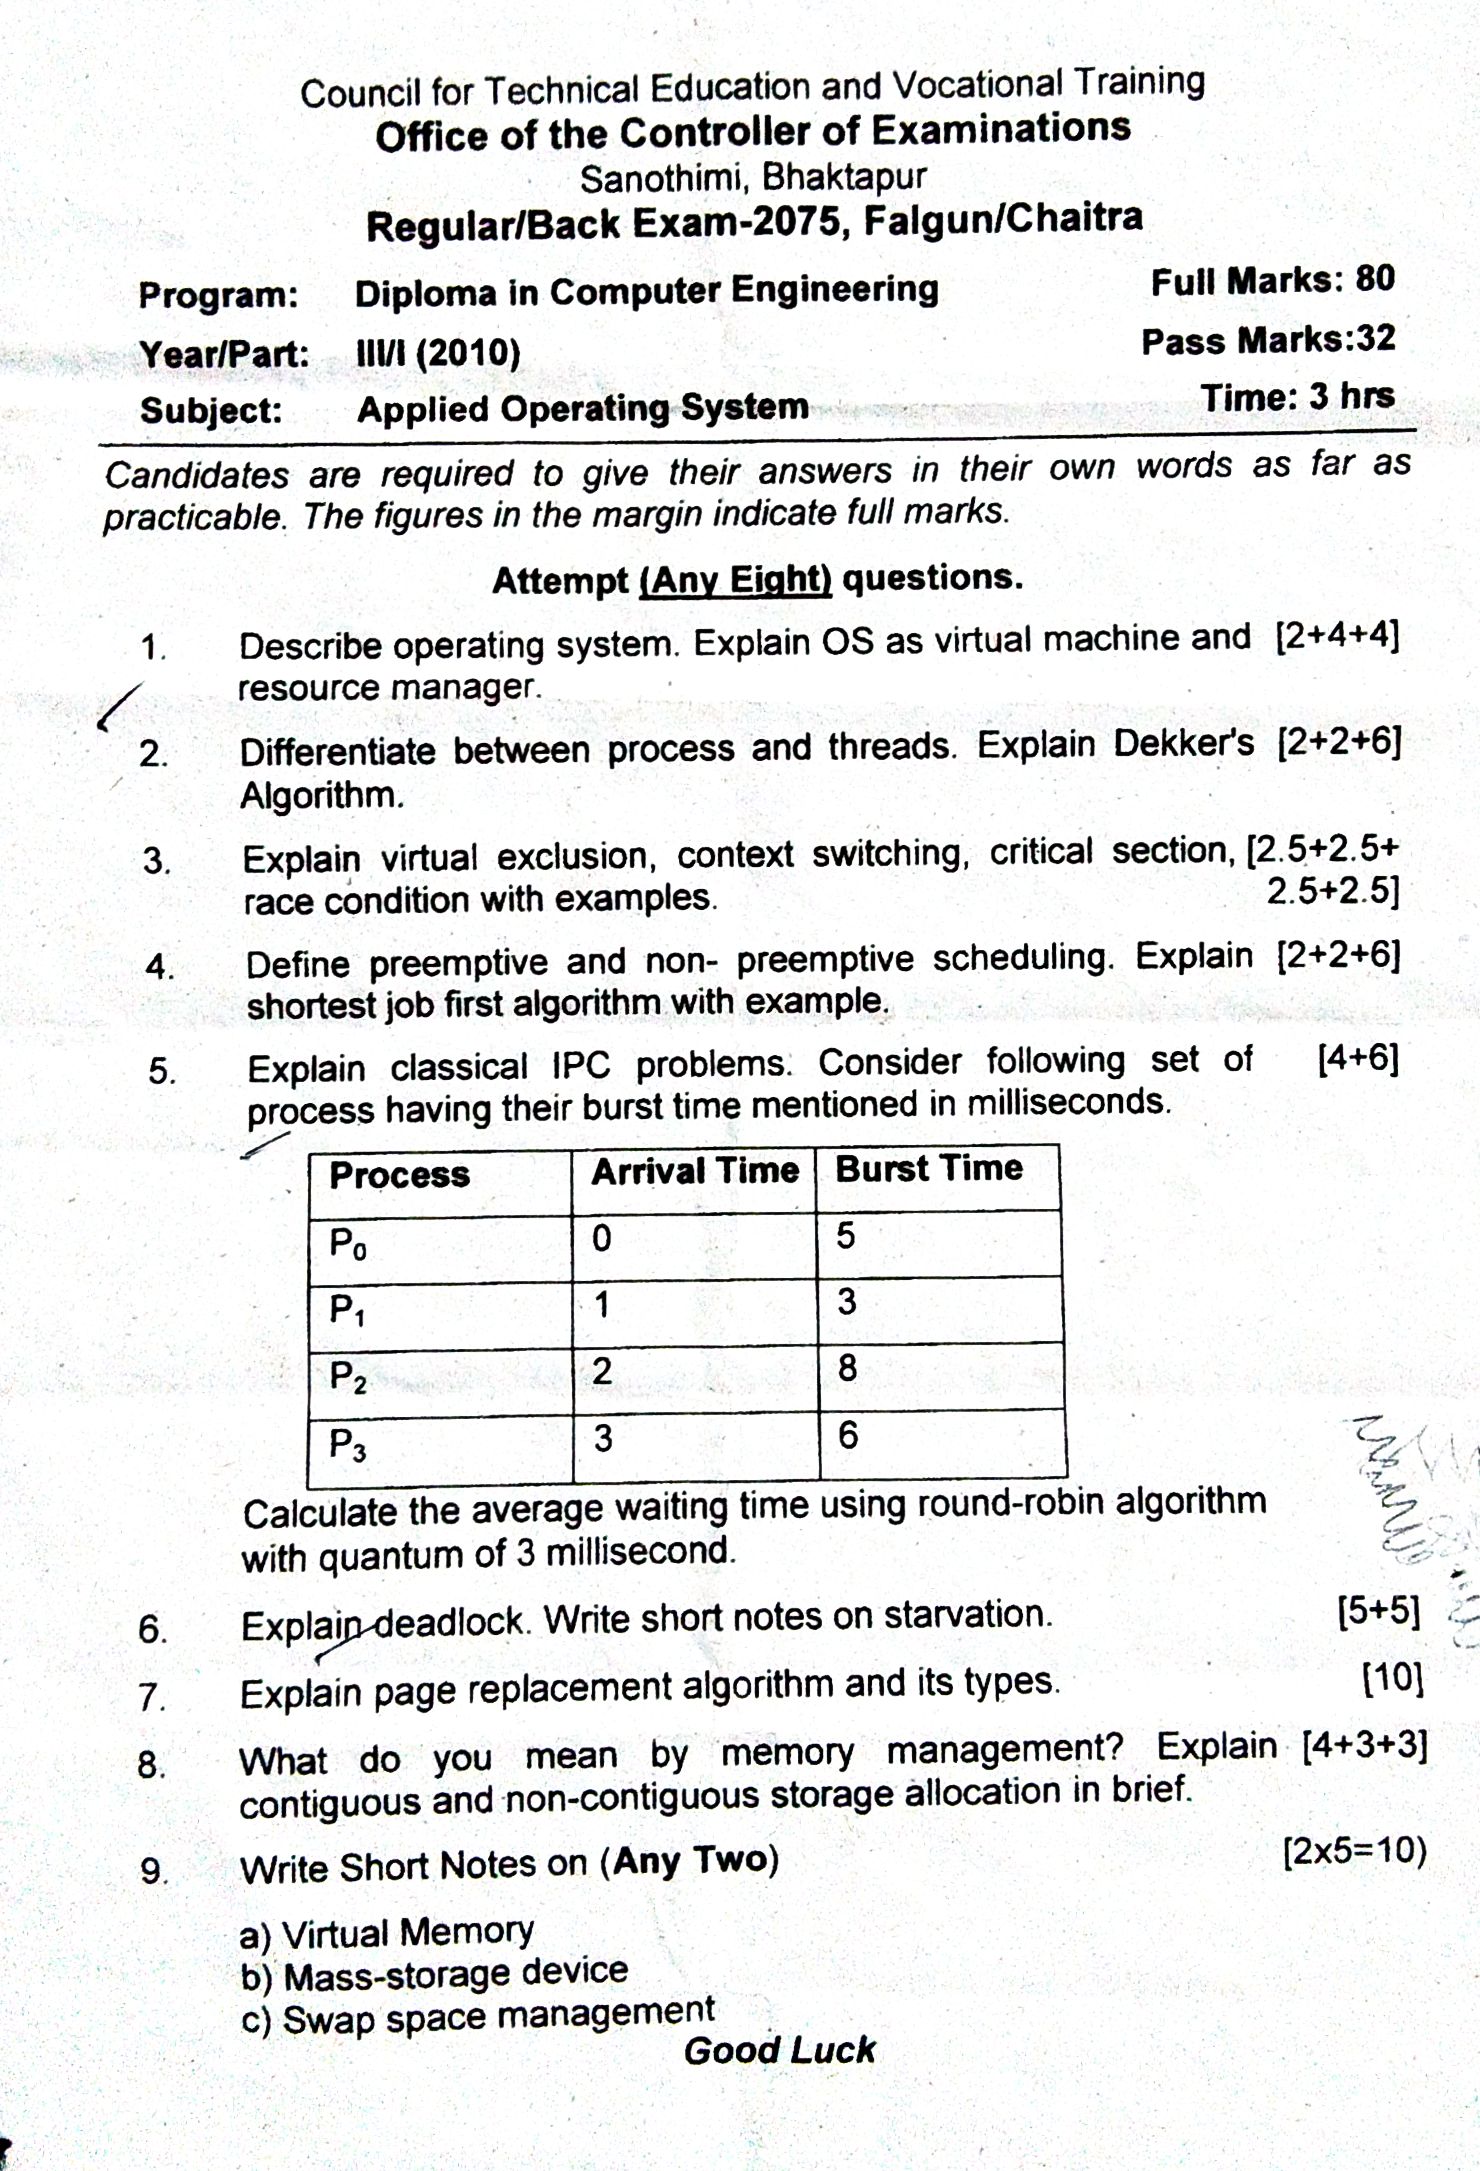 Council for Technical Education and Vocational Training
Office of the Controller of Examinations
Sanothimi, Bhaktapur
Regular/Back Exam-2075, Falgun/Chaitra
Program: Diploma in Computer Engineering Full Marks: 80
Year/Part: III/I (2010) Pass Marks:32
Subject: Applied Operating System Time: 3 hrs
Candidates are required to give their answers in their own words as far as
practicable. The figures in the margin indicate full marks.
Attempt (Any Eight) questions.
1. Describe operating system. Explain OS as virtual machine and [2+4+4]
resource manager.
2. Differentiate between process and threads. Explain Dekker's [2+2+6]
Algorithm.
3. Explain virtual exclusion, context switching, critical section, [2.5+2.5+
race condition with examples. 2.5+2.5]
4. Define preemptive and non- preemptive scheduling. Explain [2+2+6]
shortest job first algorithm with example.
5. Explain classical IPC problems. Consider following set of [4+6]
process having their burst time mentioned in milliseconds.
Process Arrival Time Burst Time
P0 0 5
P1 1 3
P2 2 8
P3 3 6
Calculate the average waiting time using round-robin algorithm
with quantum of 3 millisecond.
6. Explain deadlock. Write short notes on starvation. [5+5]
7. Explain page replacement algorithm and its types. [10]
8. What do you mean by memory management? Explain [4+3+3]
contiguous and non-contiguous storage allocation in brief.
9. Write Short Notes on (Any Two) [2x5=10)
a) Virtual Memory
b) Mass-storage device
c) Swap space management
Good Luck